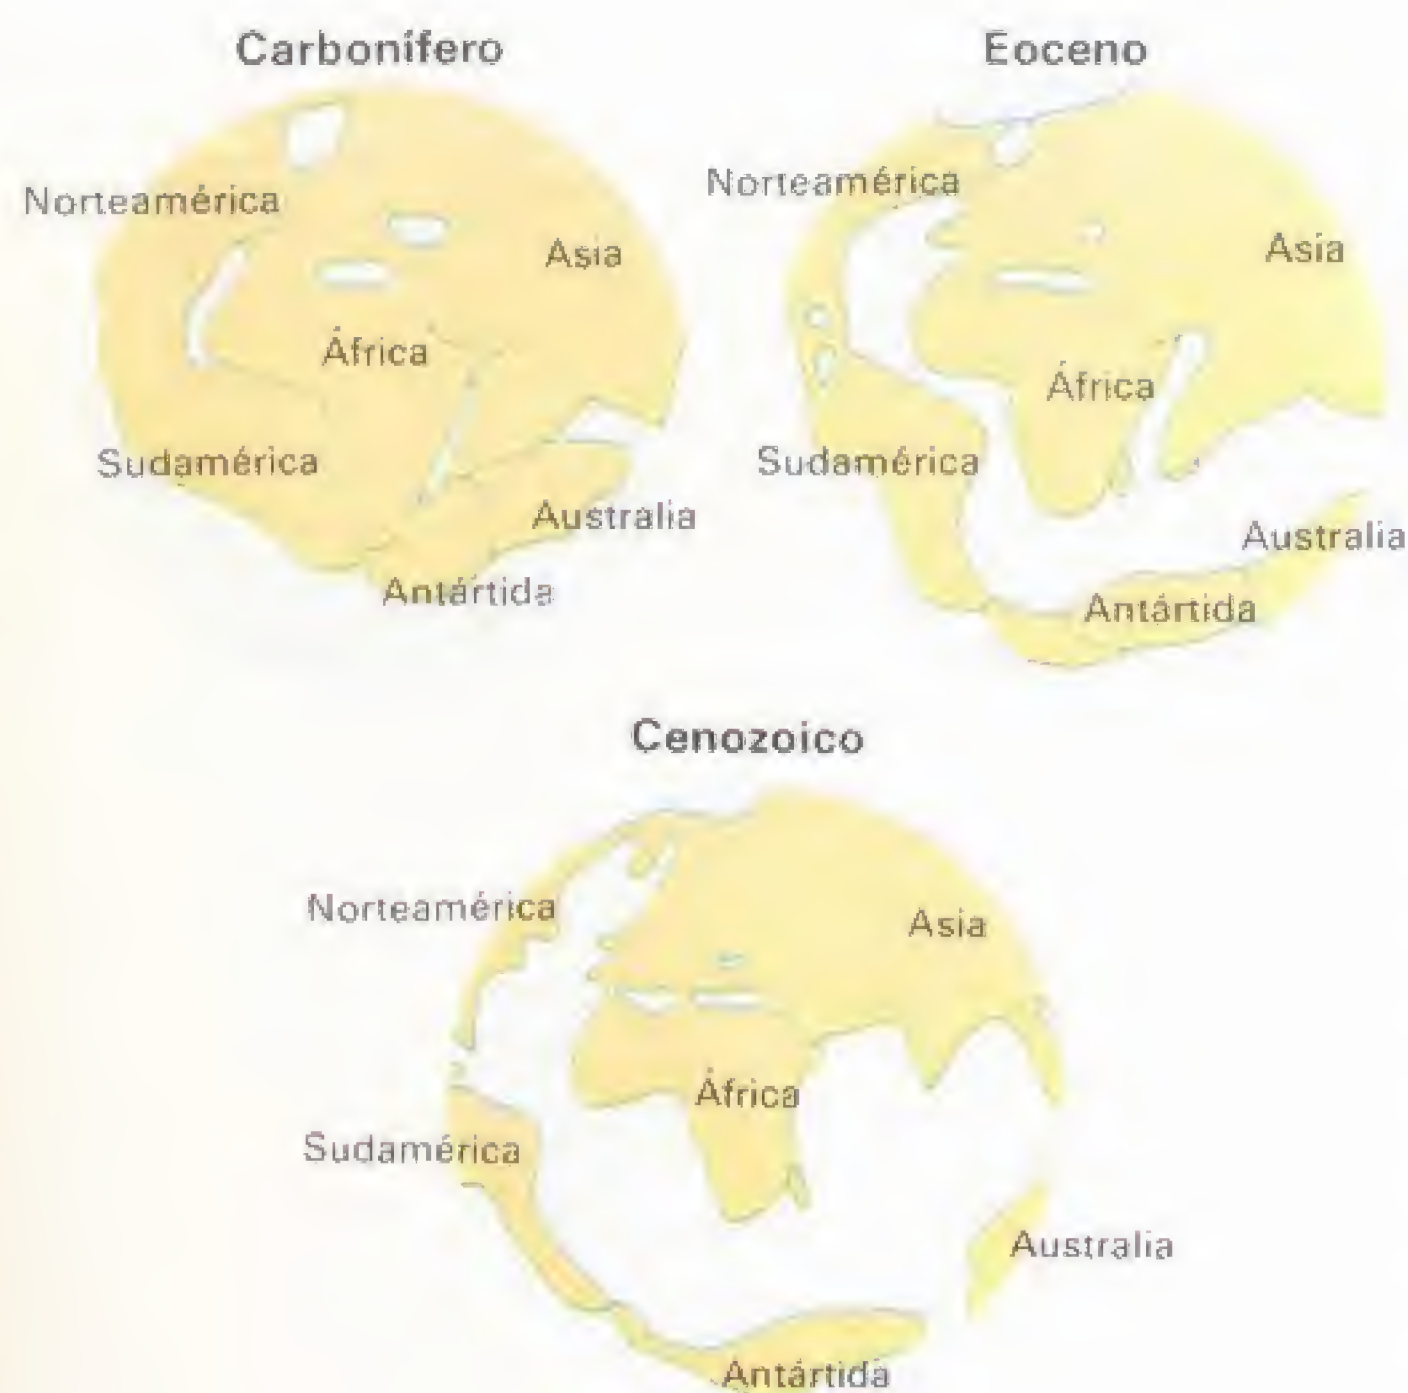 Carbonífero
Norteamérica
Asia
África
Sudamérica
Australia
Antártida
Eoceno
Norteamérica
Asia
África
Sudamérica
Australia
Antártida
Cenozoico
Norteamérica
Asia
África
Sudamérica
Australia
Antártida